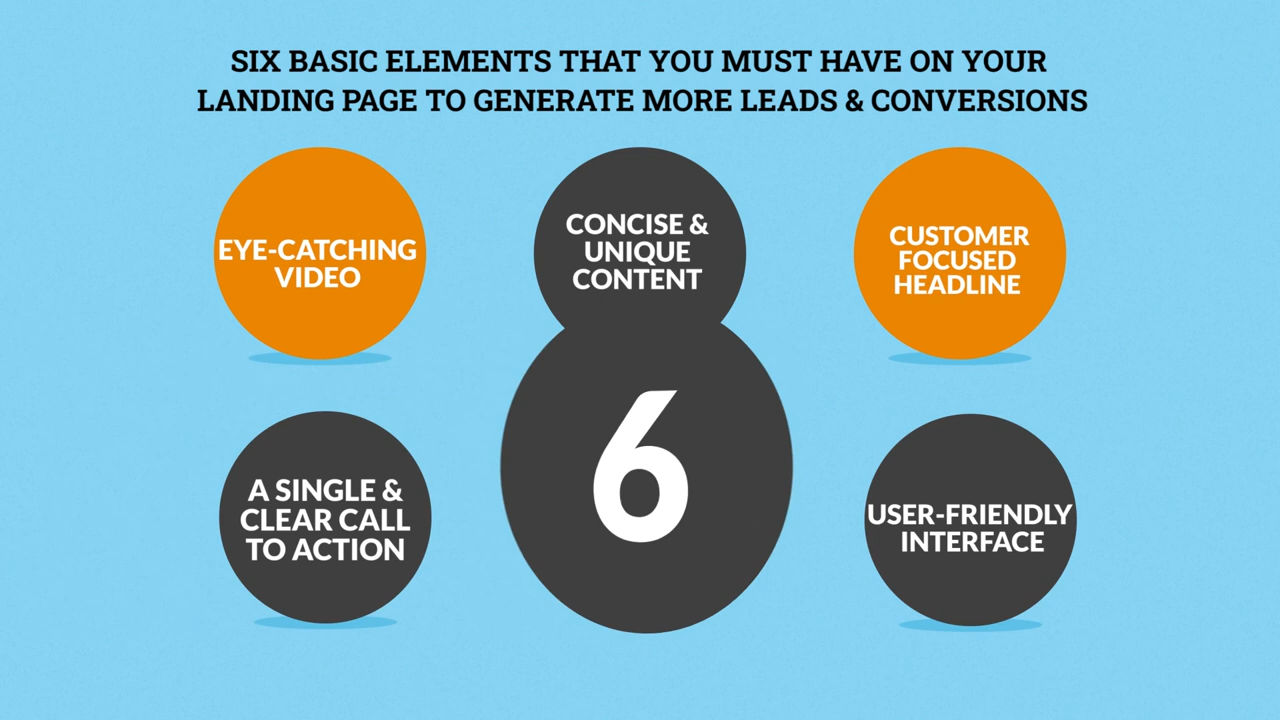 SIX BASIC ELEMENTS THAT YOU MUST HAVE ON YOUR
LANDING PAGE TO GENERATE MORE LEADS & CONVERSIONS
EYE-CATCHING
VIDEO
CONCISE &
UNIQUE
CONTENT
CUSTOMER
FOCUSED
HEADLINE
A SINGLE &
CLEAR CALL
TO ACTION
6
USER-FRIENDLY
INTERFACE